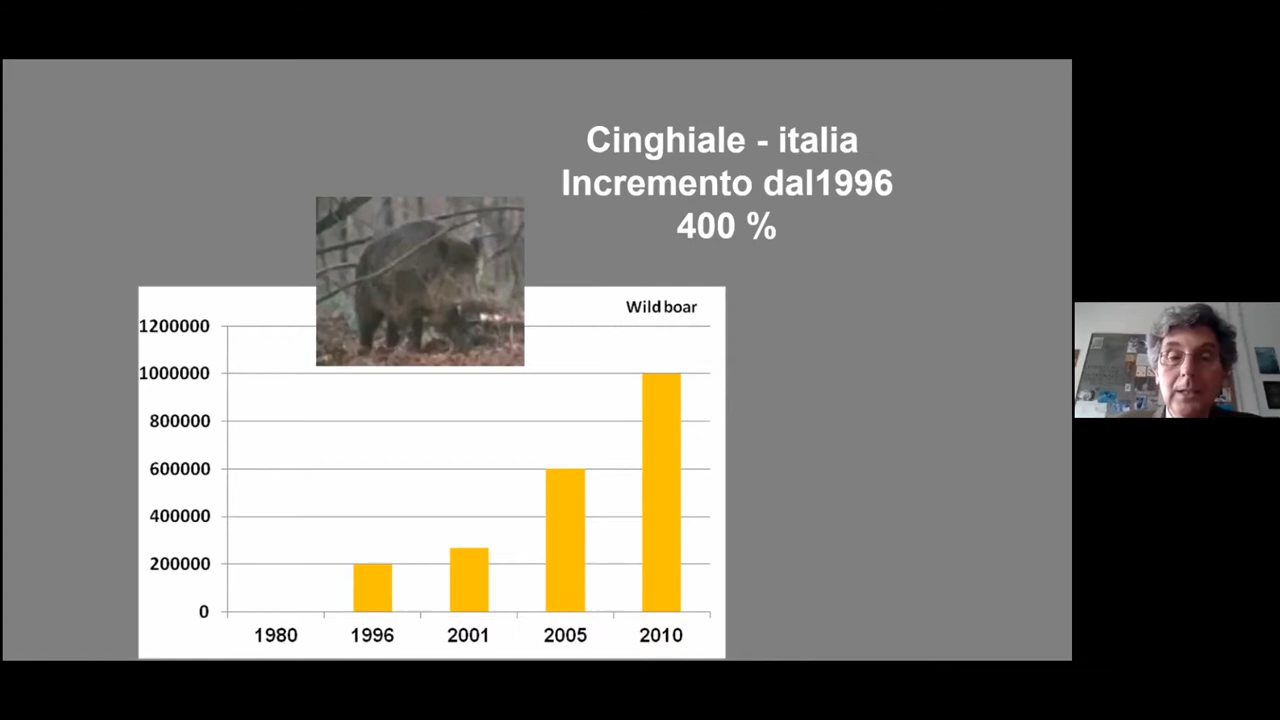 Cinghiale - italia
Incremento dal1996
400 %
Wild boar
1200000
1000000
800000
600000
400000
200000
0
1980 1996 2001 2005 2010